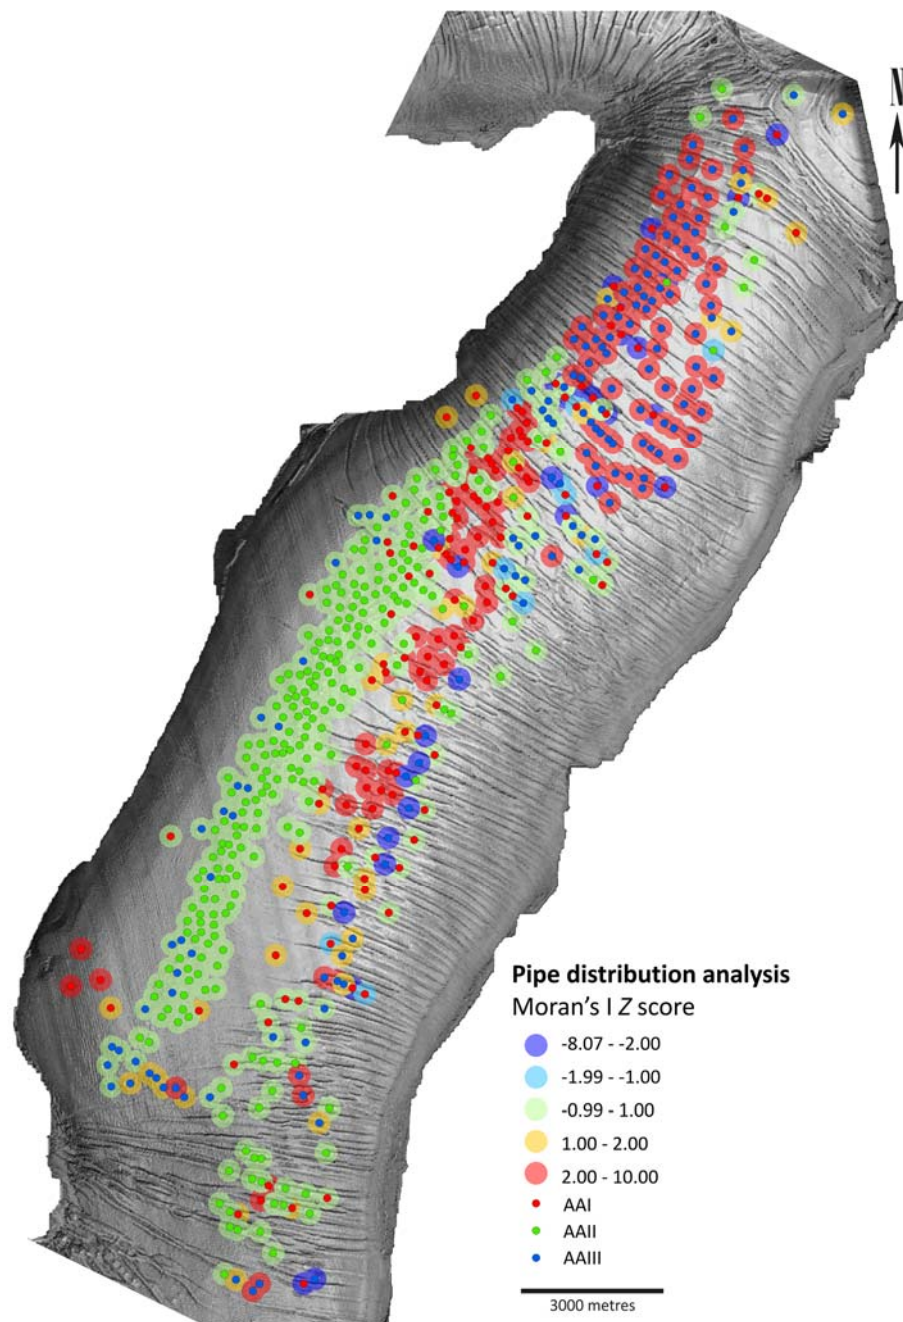 N
Pipe distribution analysis
Moran's I Z score
-8.07 - -2.00
-1.99 - -1.00
-0.99 - 1.00
1.00 - 2.00
2.00 - 10.00
AAI
AAII
AAIII
3000 metres